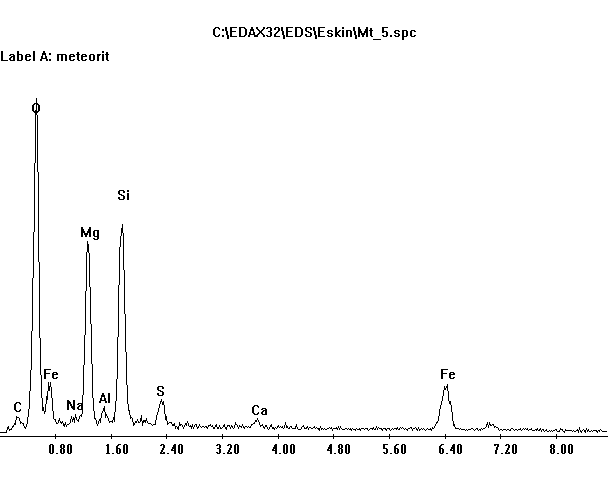 C:\EDAX32\EDS\Eskin\Mt_5.spc
Label A: meteorit
O
Si
Mg
Fe
Fe
C
Na
Al
S
Ca
0.80 1.60 2.40 3.20 4.00 4.80 5.60 6.40 7.20 8.00